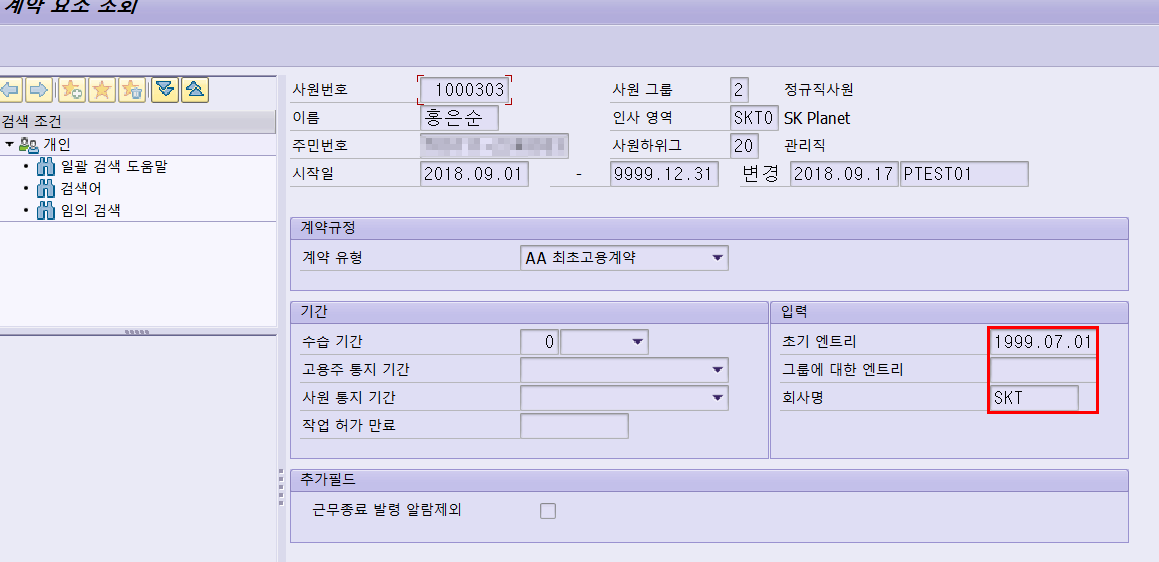 계약 요소 조회
사원번호 1000303 사원 그룹 2 정규직사원
이름 홍은순 인사 영역 SKT0 SK Planet
주민번호 사원하위그 20 관리직
시작일 2018.09.01 - 9999.12.31 변경 2018.09.17 PTEST01
검색 조건
개인
일괄 검색 도움말
검색어
임의 검색
계약규정
계약 유형 AA 최초고용계약
기간
수습 기간 0
고용주 통지 기간
사원 통지 기간
작업 허가 만료
입력
초기 엔트리 1999.07.01
그룹에 대한 엔트리
회사명 SKT
추가필드
근무종료 발령 알람제외